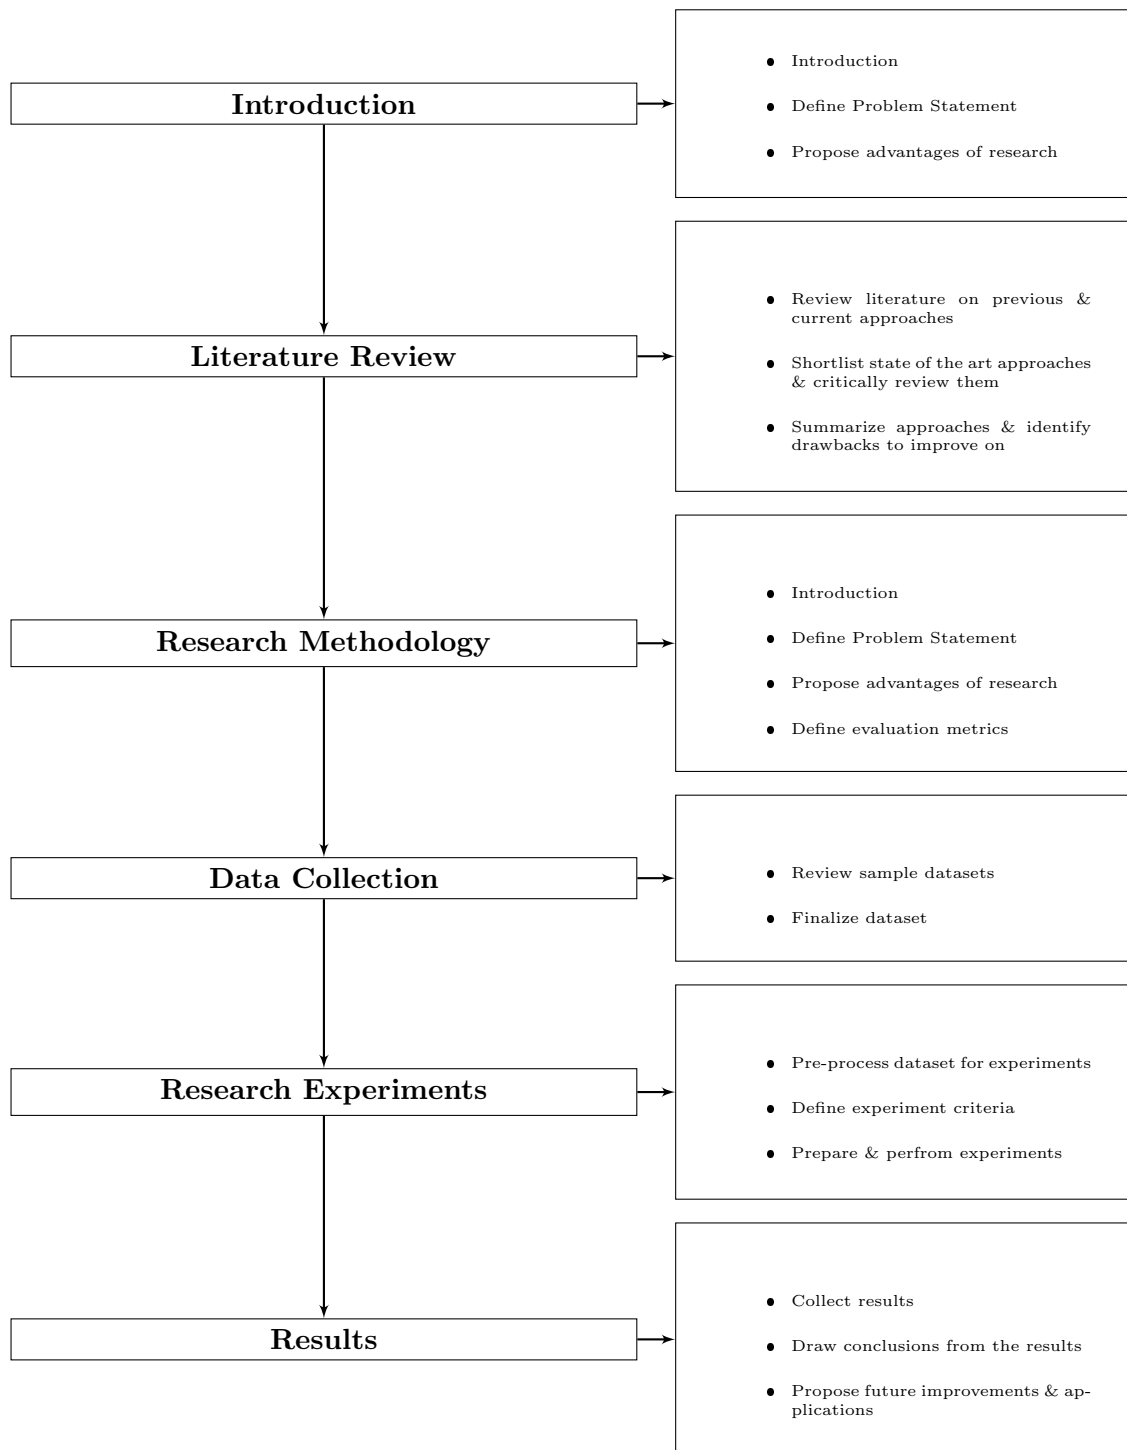 Introduction
• Introduction
• Define Problem Statement
• Propose advantages of research
Literature Review
• Review literature on previous &
current approaches
• Shortlist state of the art approaches
& critically review them
• Summarize approaches & identify
drawbacks to improve on
Research Methodology
• Introduction
• Define Problem Statement
• Propose advantages of research
• Define evaluation metrics
Data Collection
• Review sample datasets
• Finalize dataset
Research Experiments
• Pre-process dataset for experiments
• Define experiment criteria
• Prepare & perfrom experiments
Results
• Collect results
• Draw conclusions from the results
• Propose future improvements & ap-
plications